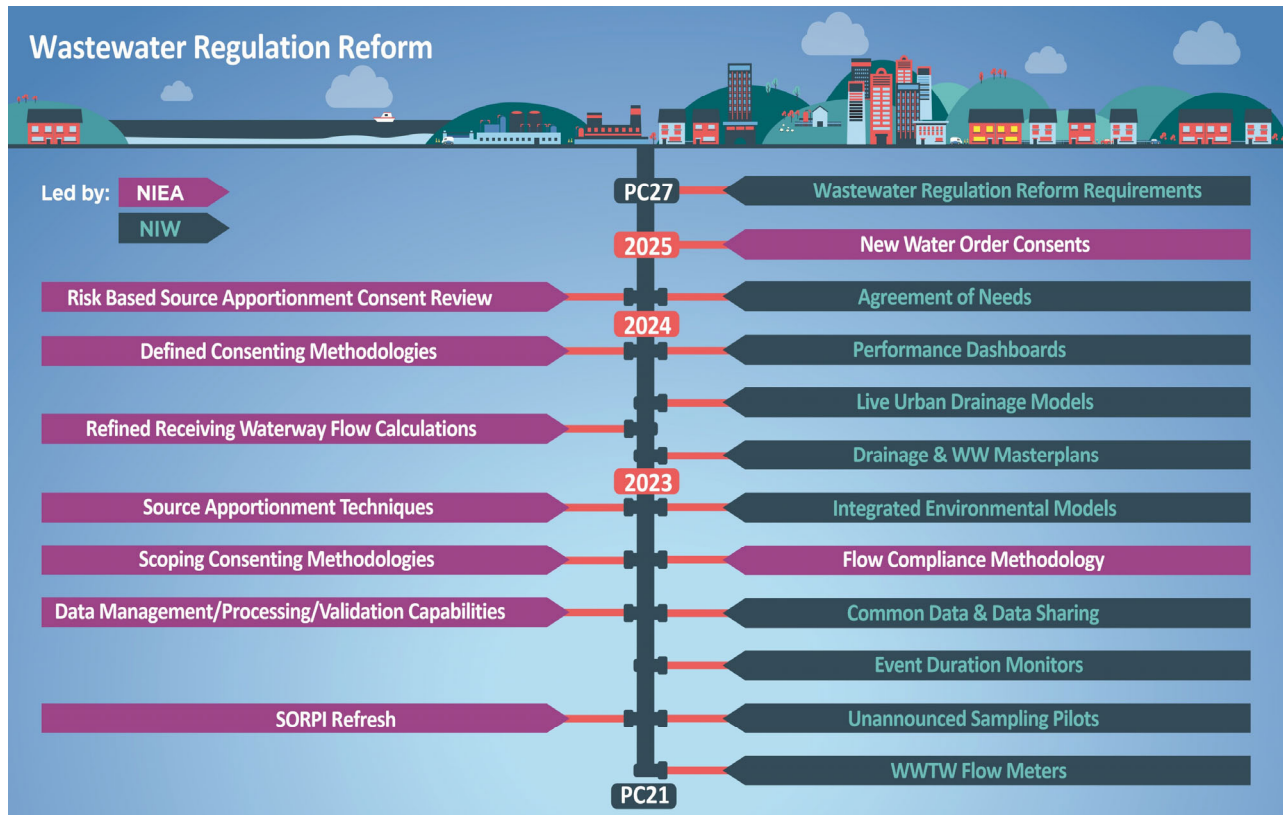 Wastewater Regulation Reform
Led by: NIEA
NIW
PC27
Wastewater Regulation Reform Requirements
2025
New Water Order Consents
Risk Based Source Apportionment Consent Review
Agreement of Needs
2024
Defined Consenting Methodologies
Performance Dashboards
Live Urban Drainage Models
Refined Receiving Waterway Flow Calculations
Drainage & WW Masterplans
2023
Source Apportionment Techniques
Integrated Environmental Models
Scoping Consenting Methodologies
Flow Compliance Methodology
Data Management/Processing/Validation Capabilities
Common Data & Data Sharing
Event Duration Monitors
SORPI Refresh
Unannounced Sampling Pilots
WWTW Flow Meters
PC21